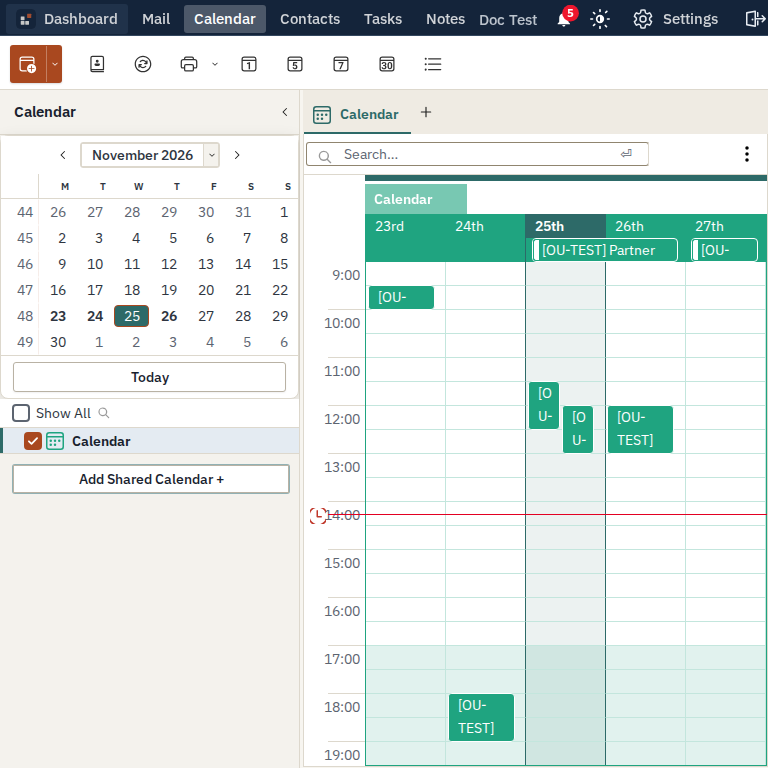 Dashboard Mail Calendar Contacts Tasks Notes Doc Test 5 Settings
1 5 7 30
Calendar
November 2026
M T W T F S S
44 26 27 28 29 30 31 1
45 2 3 4 5 6 7 8
46 9 10 11 12 13 14 15
47 16 17 18 19 20 21 22
48 23 24 25 26 27 28 29
49 30 1 2 3 4 5 6
Today
Show All
Calendar
Add Shared Calendar +
Calendar
Search...
Calendar
23rd 24th 25th 26th 27th
[OU-TEST] Partner [OU-
9:00
[OU-
10:00
11:00
[O
U-
12:00
[O
U-
[OU-
TEST]
13:00
14:00
15:00
16:00
17:00
18:00
[OU-
TEST]
19:00